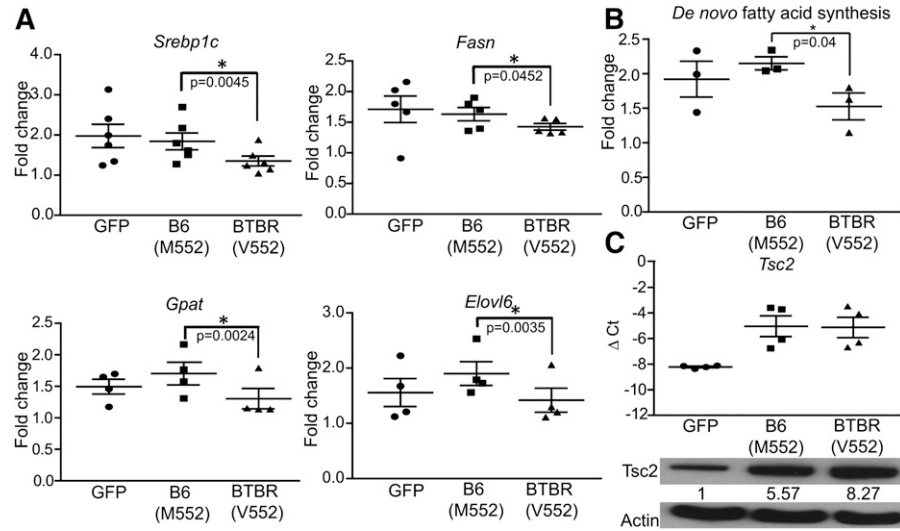 A
Srebp1c
4.0
3.0
2.0
1.0
0.0
Fold change
*
p=0.0045
GFP B6 BTBR
(M552) (V552)
Fasn
2.5
2.0
1.5
1.0
0.5
0.0
Fold change
*
p=0.0452
GFP B6 BTBR
(M552) (V552)
Gpat
2.5
2.0
1.5
1.0
0.5
0.0
Fold change
*
p=0.0024
GFP B6 BTBR
(M552) (V552)
Elovl6
3.0
2.0
1.0
0.0
Fold change
*
p=0.0035
GFP B6 BTBR
(M552) (V552)
B
De novo fatty acid synthesis
2.5
2.0
1.5
1.0
0.5
0.0
Fold change
*
p=0.04
GFP B6 BTBR
(M552) (V552)
C
Tsc2
0
-2
-4
-6
-8
-10
-12
Δ Ct
GFP B6 BTBR
(M552) (V552)
Tsc2
1 5.57 8.27
Actin